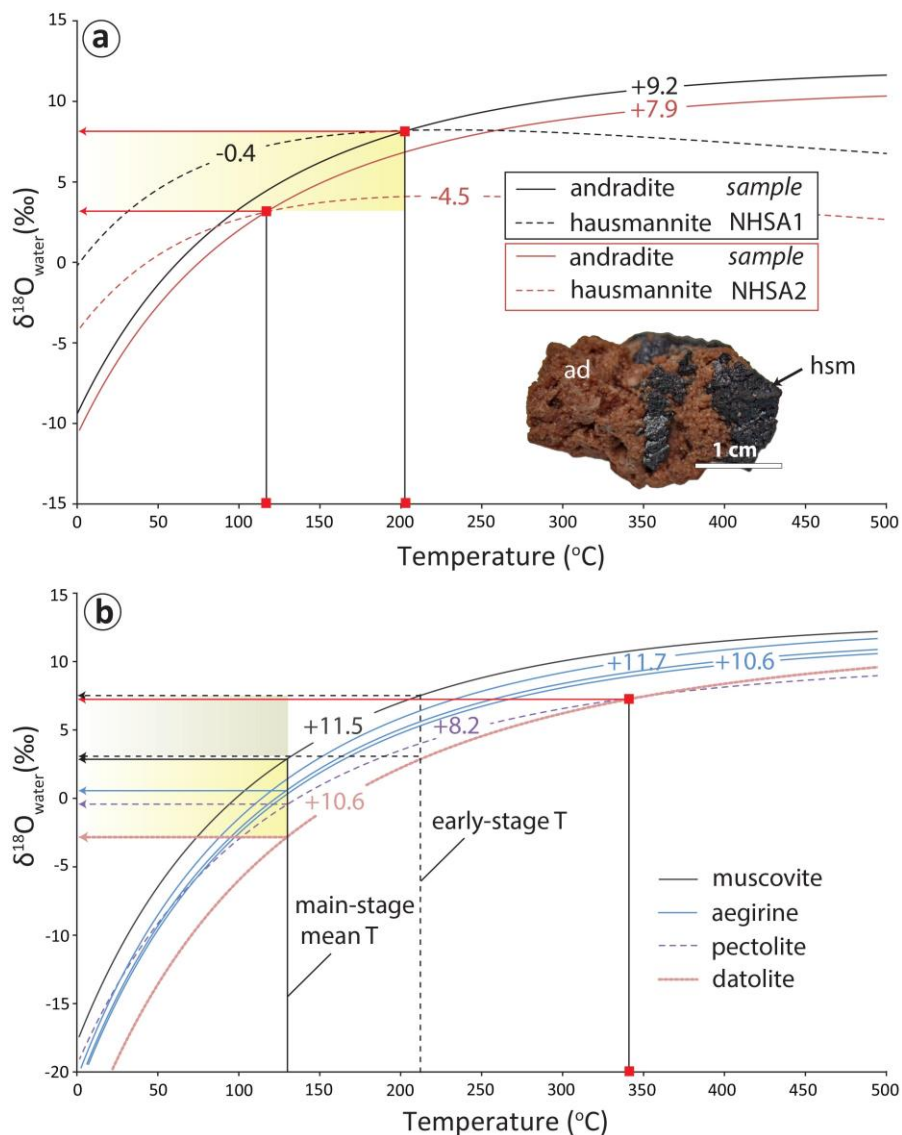 a
15
10
5
0
-5
-10
-15
δ18Owater(‰)
+9.2
+7.9
-0.4
-4.5
andradite sample
hausmannite NHSA1
andradite sample
hausmannite NHSA2
ad
hsm
1 cm
0 50 100 150 200 250 300 350 400 450 500
Temperature (oC)
b
15
10
5
0
-5
-10
-15
-20
δ18Owater(‰)
+11.7
+10.6
+11.5
+8.2
+10.6
early-stage T
main-stage
mean T
muscovite
aegirine
pectolite
datolite
0 50 100 150 200 250 300 350 400 450 500
Temperature (oC)